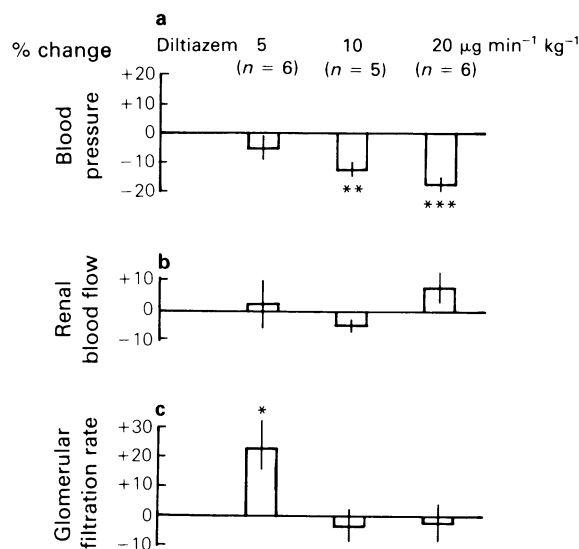 a
% change Diltiazem 5 10 20 μg min⁻¹ kg⁻¹
(n = 6) (n = 5) (n = 6)
Blood
pressure
+20
+10
0
−10
−20
**
***
b
Renal
blood flow
+10
0
−10
c
Glomerular
filtration rate
*
+30
+20
+10
0
−10